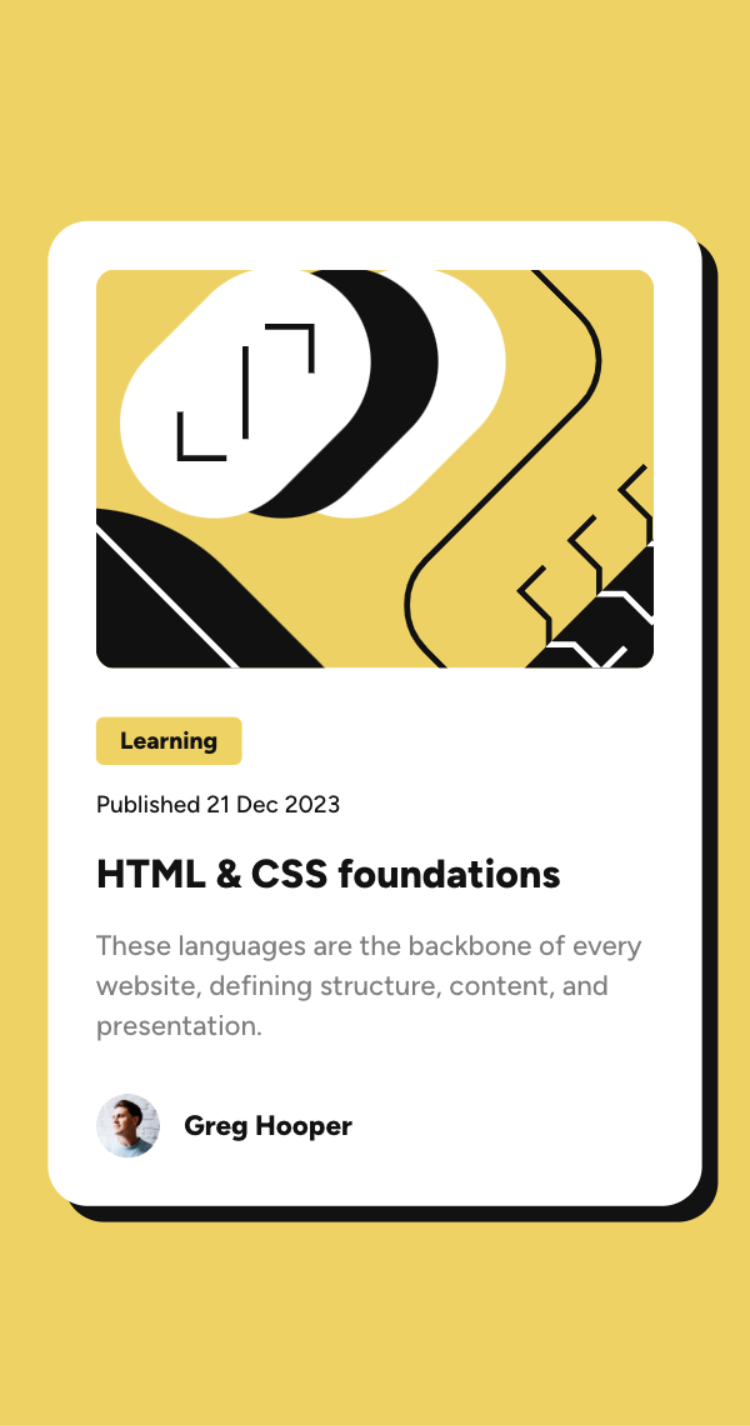 Learning
Published 21 Dec 2023
HTML & CSS foundations
These languages are the backbone of every
website, defining structure, content, and
presentation.
Greg Hooper